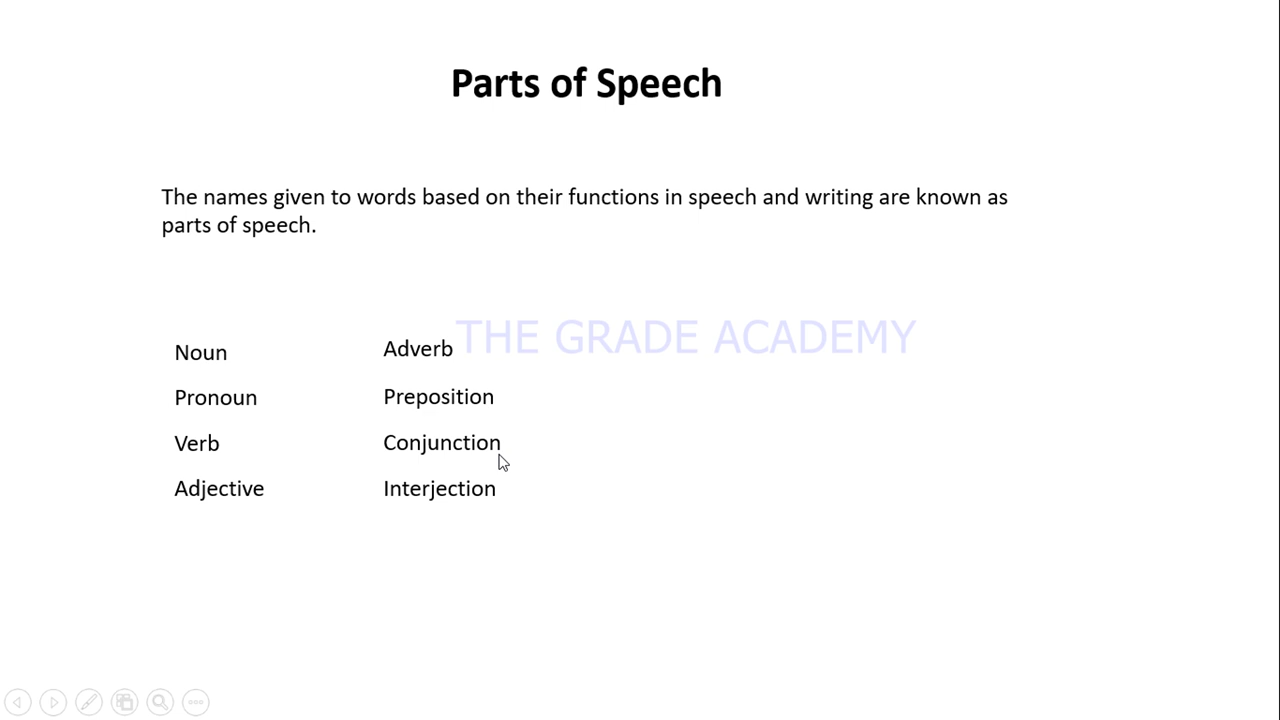 Parts of Speech
The names given to words based on their functions in speech and writing are known as
parts of speech.
THE GRADE ACADEMY
Noun
Pronoun
Verb
Adjective
Adverb
Preposition
Conjunction
Interjection